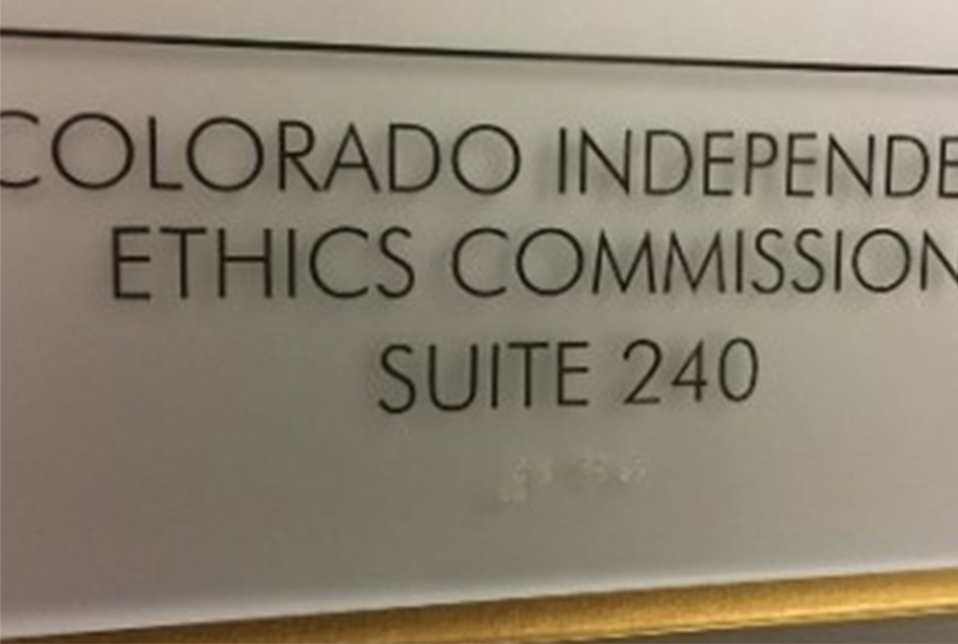 COLORADO INDEPENDE
ETHICS COMMISSION
SUITE 240